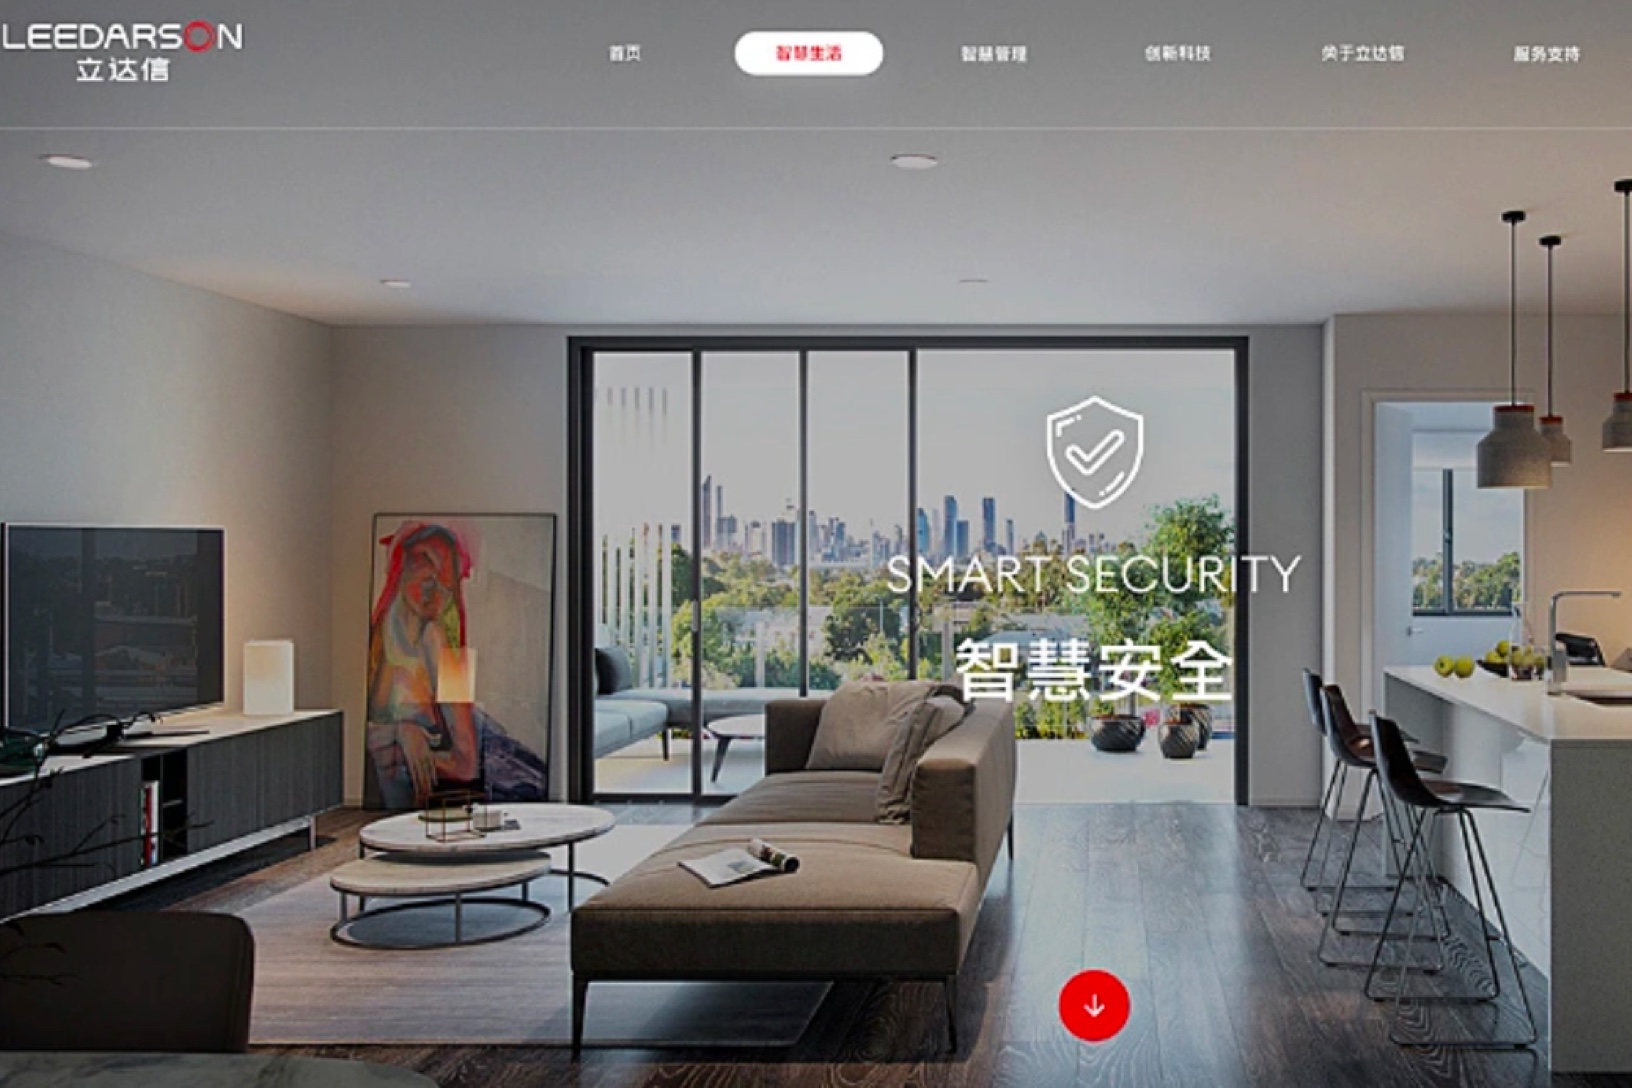 LEEDARSON
立达信
首页
智慧生活
智慧管理
创新科技
关于立达信
服务支持
SMART SECURITY
智慧安全